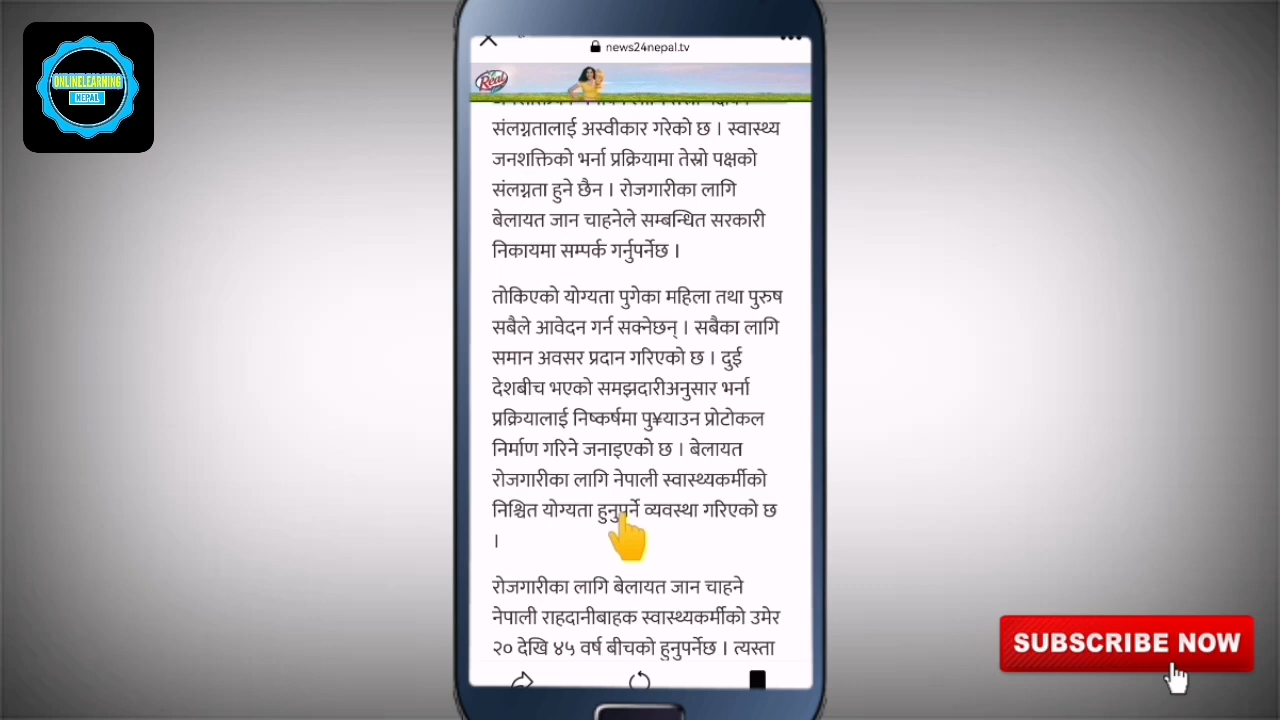 ONLINELEARNING
NEPAL
news24nepal.tv
Real
संलग्नतालाई अस्वीकार गरेको छ । स्वास्थ्य
जनशक्तिको भर्ना प्रक्रियामा तेस्रो पक्षको
संलग्नता हुने छैन । रोजगारीका लागि
बेलायत जान चाहनेले सम्बन्धित सरकारी
निकायमा सम्पर्क गर्नुपर्नेछ ।
तोकिएको योग्यता पुगेका महिला तथा पुरुष
सबैले आवेदन गर्न सक्नेछन् । सबैका लागि
समान अवसर प्रदान गरिएको छ । दुई
देशबीच भएको समझदारीअनुसार भर्ना
प्रक्रियालाई निष्कर्षमा पु¥याउन प्रोटोकल
निर्माण गरिने जनाइएको छ । बेलायत
रोजगारीका लागि नेपाली स्वास्थ्यकर्मीको
निश्चित योग्यता हुनुपर्ने व्यवस्था गरिएको छ
।
रोजगारीका लागि बेलायत जान चाहने
नेपाली राहदानीबाहक स्वास्थ्यकर्मीको उमेर
२० देखि ४५ वर्ष बीचको हुनुपर्नेछ । त्यस्ता
SUBSCRIBE NOW